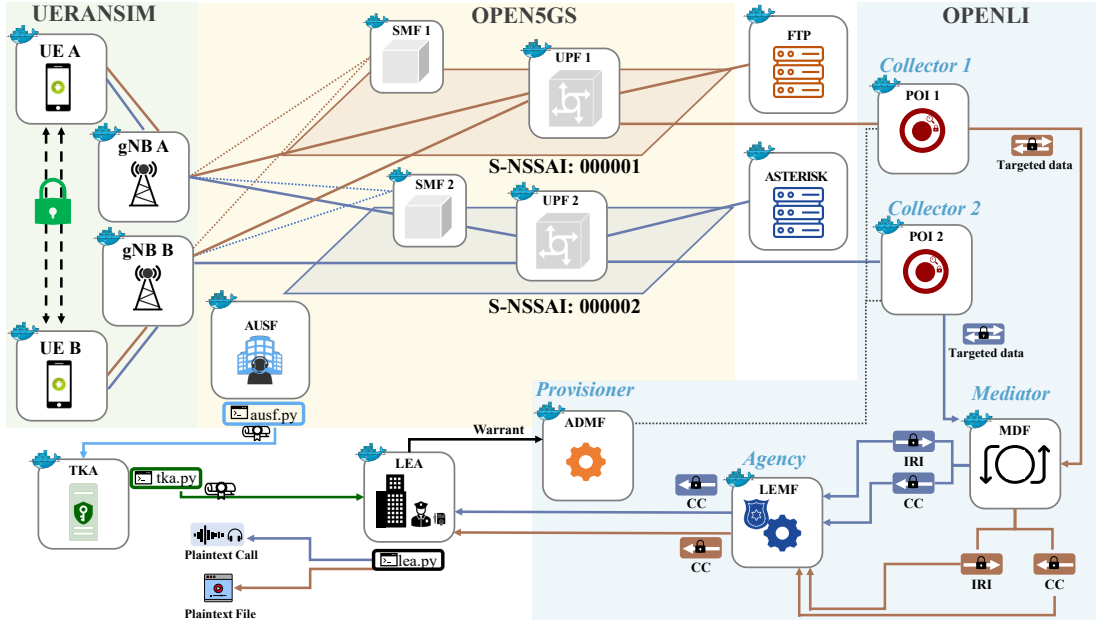 UERANSIM
OPEN5GS
OPENLI
UE A
gNB A
gNB B
UE B
SMF 1
UPF 1
S-NSSAI: 000001
SMF 2
UPF 2
S-NSSAI: 000002
FTP
ASTERISK
Collector 1
POI 1
Targeted data
Collector 2
POI 2
Targeted data
AUSF
ausf.py
Provisioner
ADMF
Mediator
MDF
Warrant
TKA
tka.py
LEA
Agency
LEMF
CC
CC
IRI
CC
IRI
CC
Plaintext Call
lea.py
Plaintext File